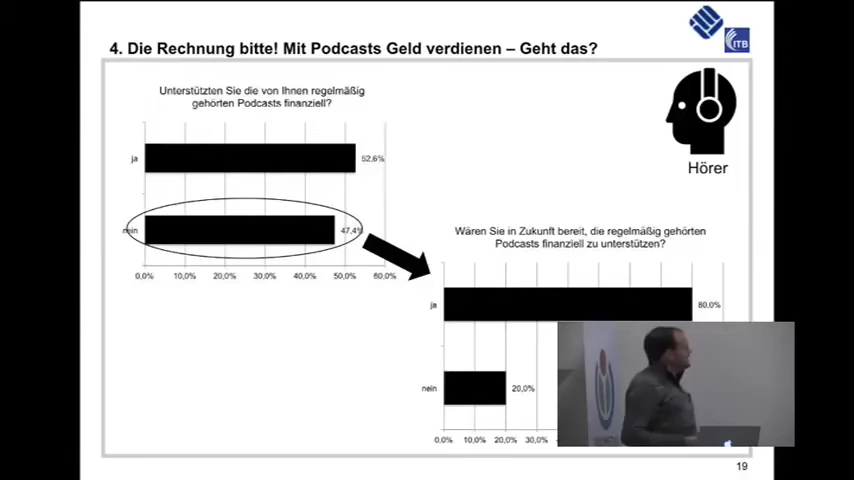 4. Die Rechnung bitte! Mit Podcasts Geld verdienen – Geht das?
ITB
Unterstützten Sie die von Ihnen regelmäßig
gehörten Podcasts finanziell?
ja
52,6%
nein
47,4%
0,0% 10,0% 20,0% 30,0% 40,0% 50,0% 60,0%
Hörer
Wären Sie in Zukunft bereit, die regelmäßig gehörten
Podcasts finanziell zu unterstützen?
ja
80,0%
nein
20,0%
0,0% 10,0% 20,0% 30,0%
19